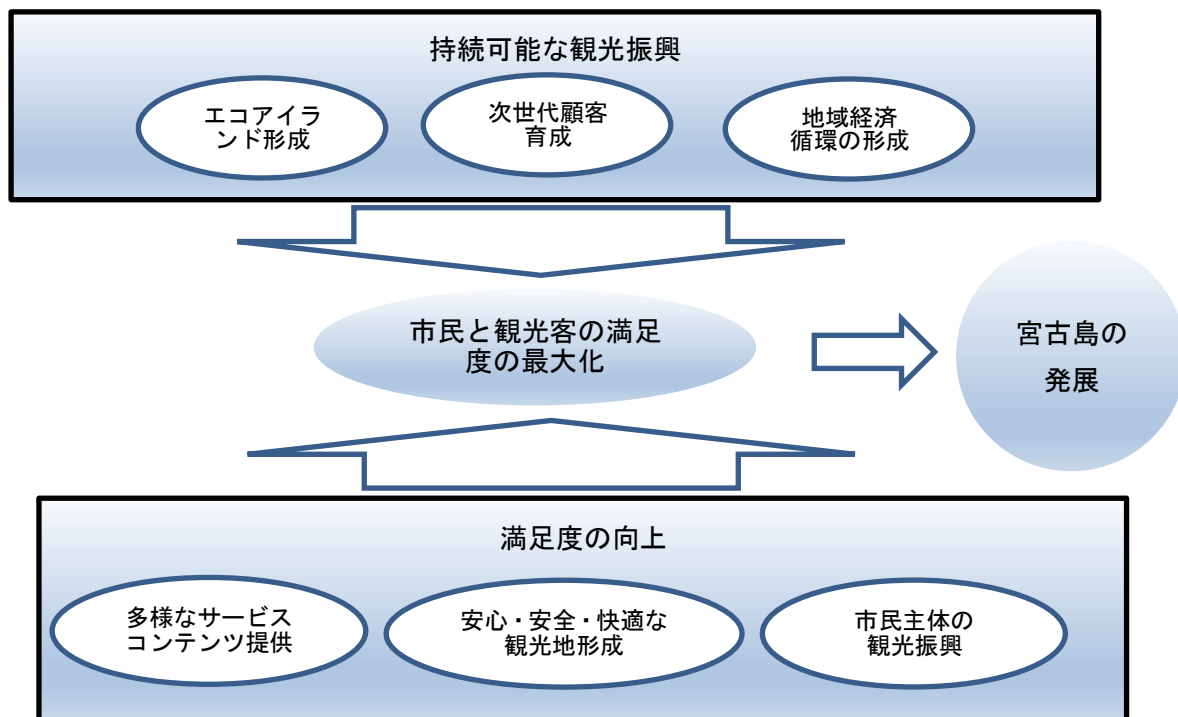 持続可能な観光振興
エコアイラ
ンド形成
次世代顧客
育成
地域経済
循環の形成
市民と観光客の満足
度の最大化
宮古島の
発展
満足度の向上
多様なサービス
コンテンツ提供
安心・安全・快適な
観光地形成
市民主体の
観光振興